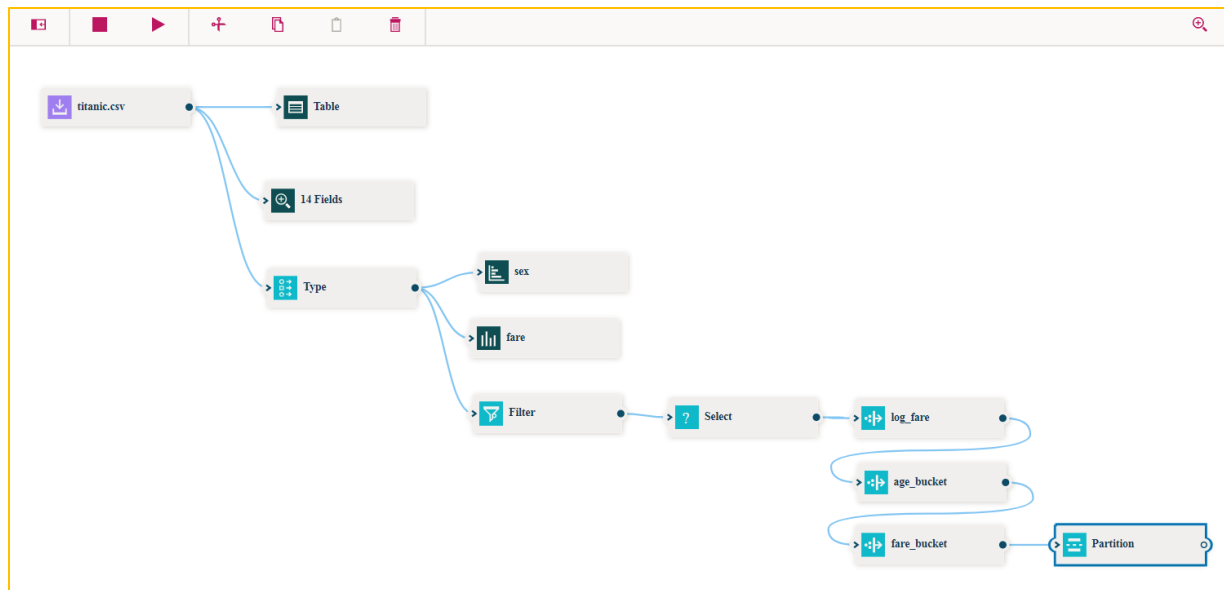 titanic.csv
Table
14 Fields
Type
sex
fare
Filter
Select
log_fare
age_bucket
fare_bucket
Partition